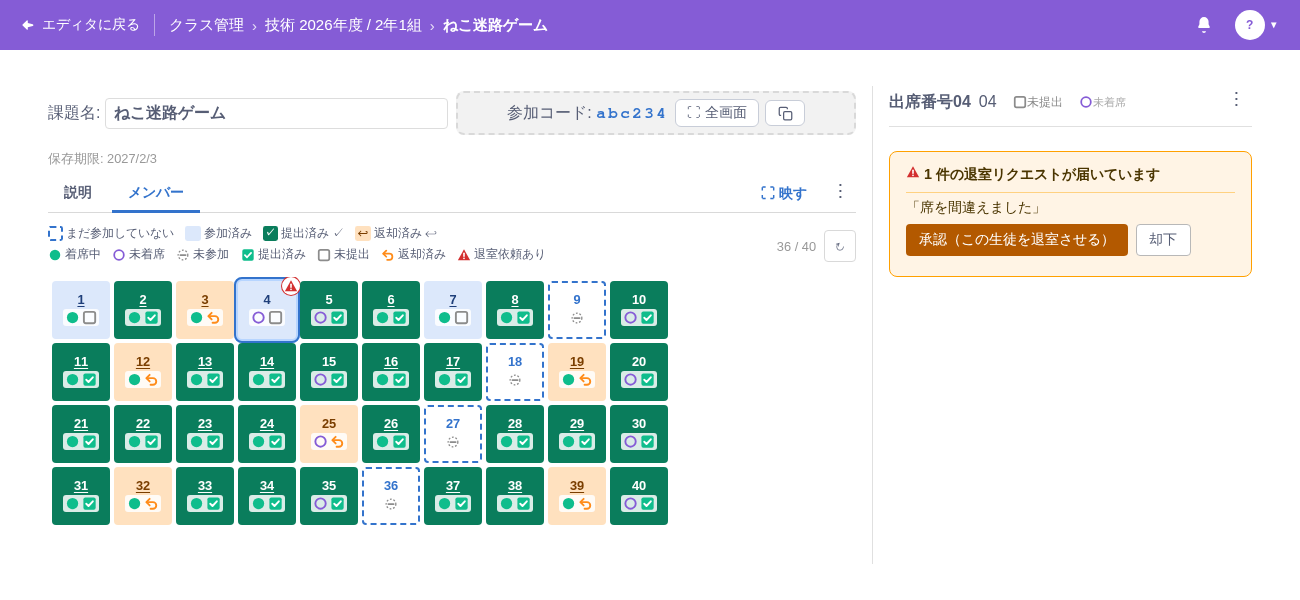 エディタに戻る クラス管理 › 技術 2026年度 / 2年1組 › ねこ迷路ゲーム ? ▼
課題名: ねこ迷路ゲーム 参加コード: abc234 全画面
保存期限: 2027/2/3
説明 メンバー 映す
まだ参加していない 参加済み 提出済み ✓ 返却済み ↩
着席中 未着席 未参加 提出済み 未提出 返却済み 退室依頼あり
36 / 40
1 2 3 4 5 6 7 8 9 10
11 12 13 14 15 16 17 18 19 20
21 22 23 24 25 26 27 28 29 30
31 32 33 34 35 36 37 38 39 40
出席番号04 04 未提出 未着席
1 件の退室リクエストが届いています
「席を間違えました」
承認（この生徒を退室させる） 却下